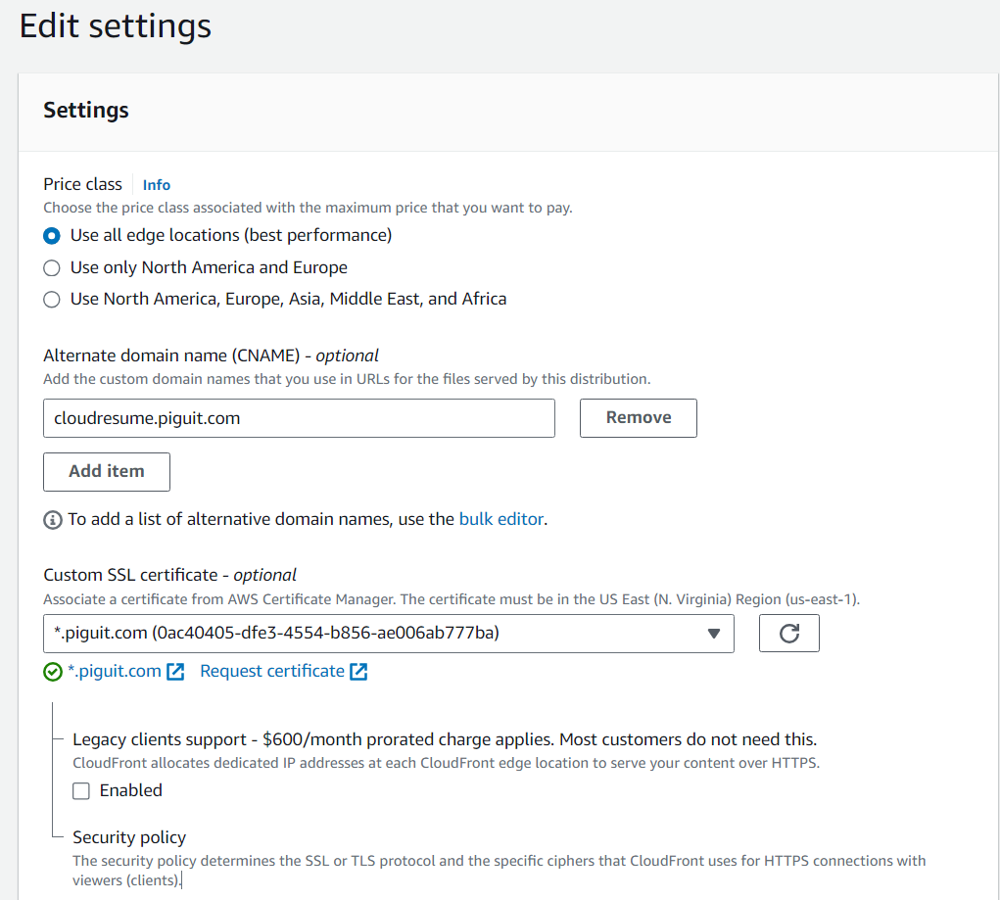 Edit settings
Settings
Price class
Info
Choose the price class associated with the maximum price that you want to pay.
Use all edge locations (best performance)
Use only North America and Europe
Use North America, Europe, Asia, Middle East, and Africa
Alternate domain name (CNAME) - optional
Add the custom domain names that you use in URLs for the files served by this distribution.
cloudresume.piguit.com
Remove
Add item
To add a list of alternative domain names, use the bulk editor.
Custom SSL certificate - optional
Associate a certificate from AWS Certificate Manager. The certificate must be in the US East (N. Virginia) Region (us-east-1).
*.piguit.com (0ac40405-dfe3-4554-b856-ae006ab777ba)
*.piguit.com Request certificate
Legacy clients support - $600/month prorated charge applies. Most customers do not need this.
CloudFront allocates dedicated IP addresses at each CloudFront edge location to serve your content over HTTPS.
Enabled
Security policy
The security policy determines the SSL or TLS protocol and the specific ciphers that CloudFront uses for HTTPS connections with
viewers (clients).